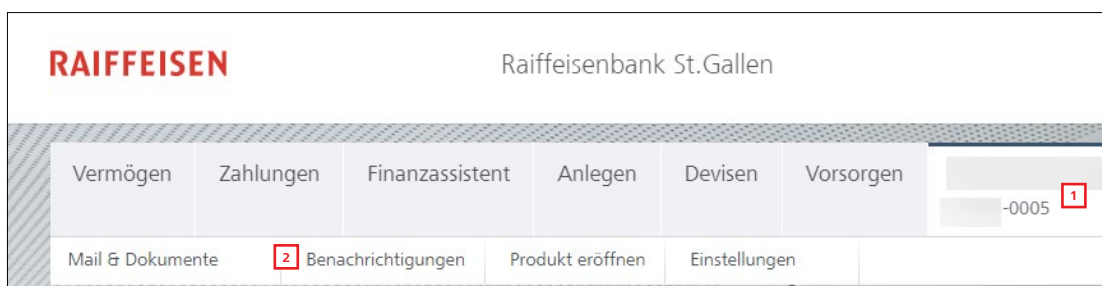 RAIFFEISEN Raiffeisenbank St.Gallen
Vermögen Zahlungen Finanzassistent Anlegen Devisen Vorsorgen
-0005 1
Mail & Dokumente 2 Benachrichtigungen Produkt eröffnen Einstellungen